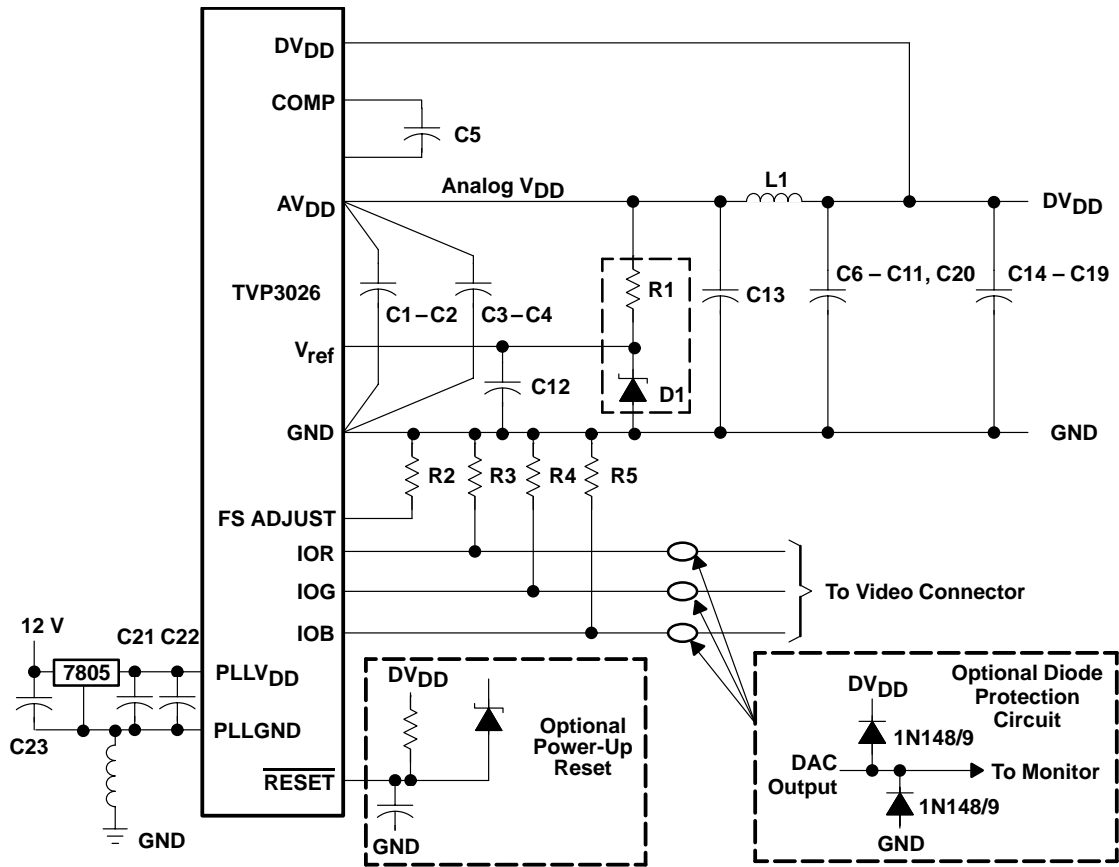 DVDD
COMP
C5
Analog VDD
L1
AVDD
DVDD
TVP3026
C1 – C2
C3 – C4
R1
C13
C6 – C11, C20
C14 – C19
Vref
C12
D1
GND
GND
R2
R3
R4
R5
FS ADJUST
IOR
IOG
To Video Connector
IOB
12 V
C21 C22
7805
PLLVDD
C23
PLLGND
GND
RESET
DVDD
Optional
Power-Up
Reset
GND
Optional Diode
Protection
Circuit
DVDD
1N148/9
DAC
Output
To Monitor
1N148/9
GND